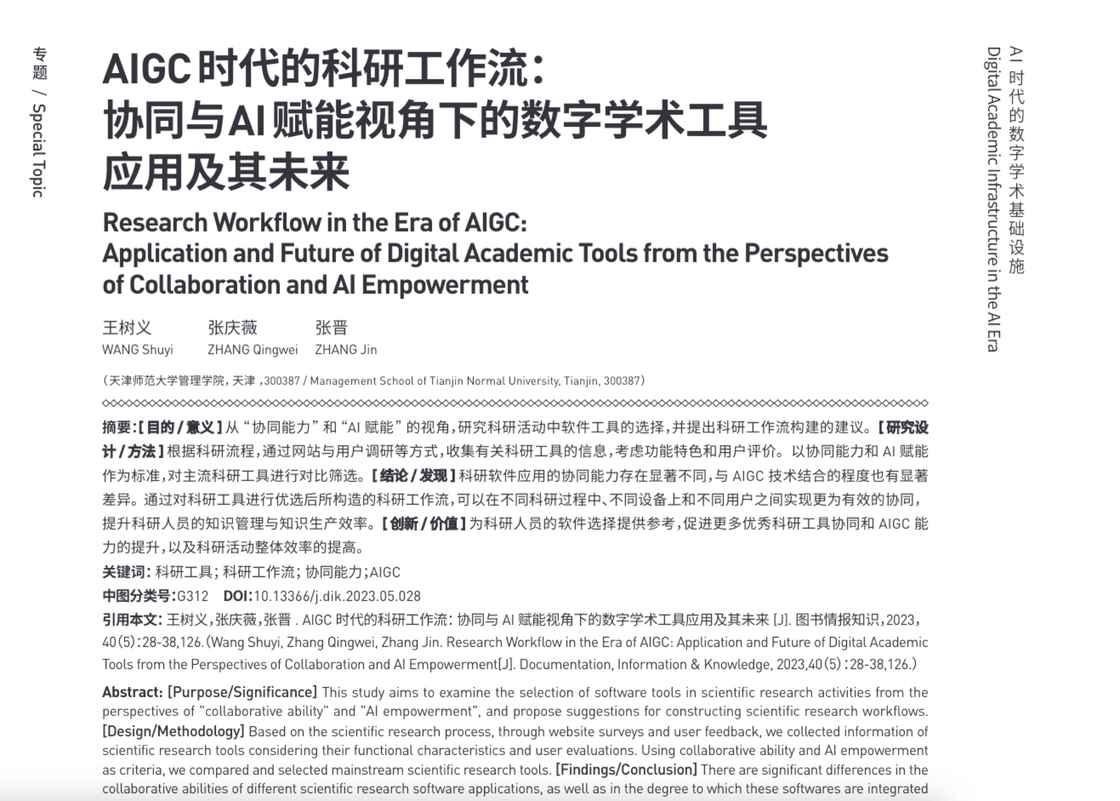 专题 / Special Topic
AI 时代的数字学术基础设施
Digital Academic Infrastructure in the AI Era
AIGC 时代的科研工作流：
协同与AI 赋能视角下的数字学术工具
应用及其未来
Research Workflow in the Era of AIGC:
Application and Future of Digital Academic Tools from the Perspectives
of Collaboration and AI Empowerment
王树义 张庆薇 张晋
WANG Shuyi ZHANG Qingwei ZHANG Jin
（天津师范大学管理学院，天津，300387 / Management School of Tianjin Normal University, Tianjin, 300387）
摘要：[目的/意义] 从“协同能力”和“AI 赋能”的视角，研究科研活动中软件工具的选择，并提出科研工作流构建的建议。[研究设
计/方法] 根据科研流程，通过网站与用户调研等方式，收集有关科研工具的信息，考虑功能特色和用户评价。以协同能力和 AI 赋能
作为标准，对主流科研工具进行对比筛选。[结论/发现] 科研软件应用的协同能力存在显著不同，与 AIGC 技术结合的程度也有显著
差异。通过对科研工具进行优选后所构造的科研工作流，可以在不同科研过程中、不同设备上和不同用户之间实现更为有效的协同，
提升科研人员的知识管理与知识生产效率。[创新/价值] 为科研人员的软件选择提供参考，促进更多优秀科研工具协同和 AIGC 能
力的提升，以及科研活动整体效率的提高。
关键词：科研工具；科研工作流；协同能力；AIGC
中图分类号：G312 DOI：10.13366/j.dik.2023.05.028
引用本文：王树义，张庆薇，张晋. AIGC 时代的科研工作流：协同与 AI 赋能视角下的数字学术工具应用及其未来 [J]. 图书情报知识，2023，
40(5)：28-38,126.（Wang Shuyi, Zhang Qingwei, Zhang Jin. Research Workflow in the Era of AIGC: Application and Future of Digital Academic
Tools from the Perspectives of Collaboration and AI Empowerment[J]. Documentation, Information & Knowledge, 2023,40(5)：28-38,126.）
Abstract: [Purpose/Significance] This study aims to examine the selection of software tools in scientific research activities from the
perspectives of "collaborative ability" and "AI empowerment", and propose suggestions for constructing scientific research workflows.
[Design/Methodology] Based on the scientific research process, through website surveys and user feedback, we collected information of
scientific research tools considering their functional characteristics and user evaluations. Using collaborative ability and AI empowerment
as criteria, we compared and selected mainstream scientific research tools. [Findings/Conclusion] There are significant differences in the
collaborative abilities of different scientific research software applications, as well as in the degree to which these softwares are integrated